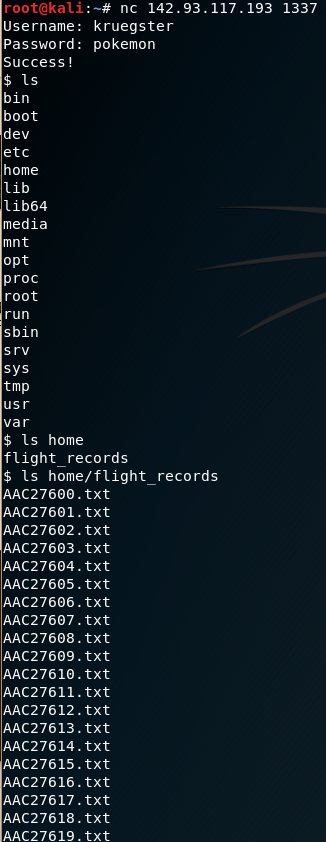 root@kali:~# nc 142.93.117.193 1337
Username: kruegster
Password: pokemon
Success!
$ ls
bin
boot
dev
etc
home
lib
lib64
media
mnt
opt
proc
root
run
sbin
srv
sys
tmp
usr
var
$ ls home
flight_records
$ ls home/flight_records
AAC27600.txt
AAC27601.txt
AAC27602.txt
AAC27603.txt
AAC27604.txt
AAC27605.txt
AAC27606.txt
AAC27607.txt
AAC27608.txt
AAC27609.txt
AAC27610.txt
AAC27611.txt
AAC27612.txt
AAC27613.txt
AAC27614.txt
AAC27615.txt
AAC27616.txt
AAC27617.txt
AAC27618.txt
AAC27619.txt